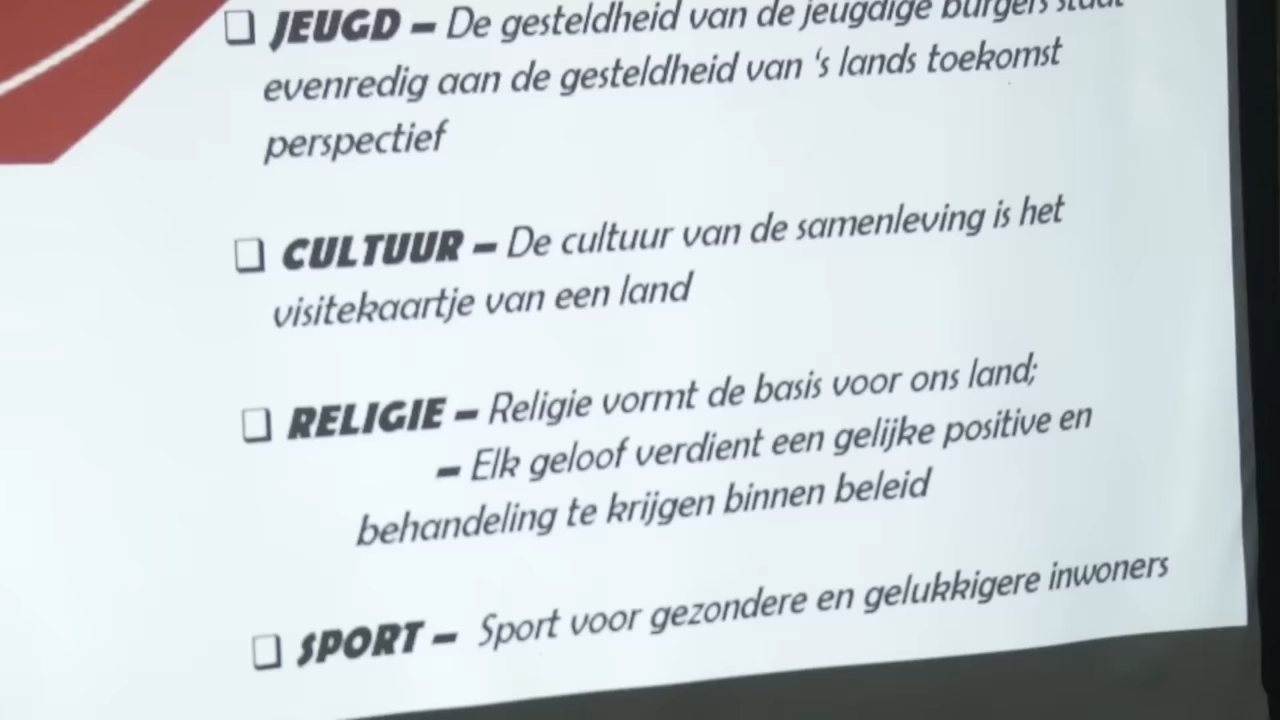 ❑ JEUGD – De gesteldheid van de jeugdige burgers staat
evenredig aan de gesteldheid van ‘s lands toekomst
perspectief
❑ CULTUUR – De cultuur van de samenleving is het
visitekaartje van een land
❑ RELIGIE – Religie vormt de basis voor ons land;
– Elk geloof verdient een gelijke positive en
behandeling te krijgen binnen beleid
❑ SPORT – Sport voor gezondere en gelukkigere inwoners